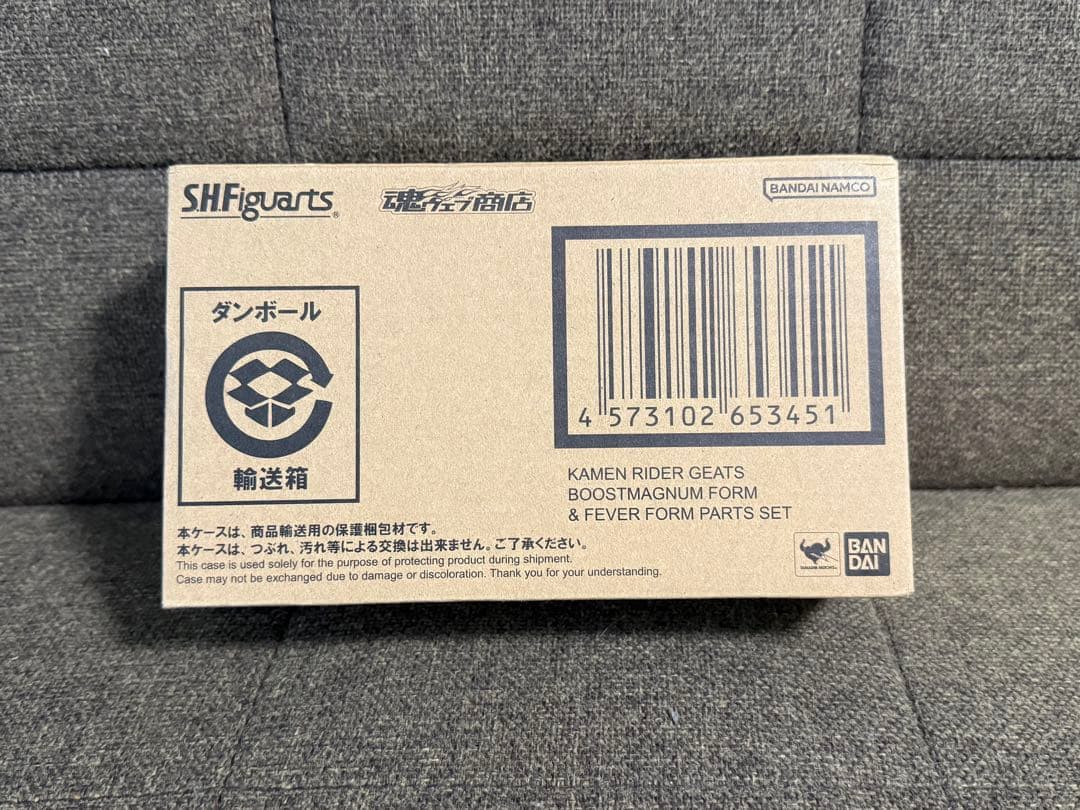 S.H.Figuarts®
魂ウェブ商店
BANDAI NAMCO
ダンボール
輸送箱
4 573102 653451
KAMEN RIDER GEATS
BOOSTMAGNUM FORM
& FEVER FORM PARTS SET
本ケースは、商品輸送用の保護梱包材です。
本ケースは、つぶれ、汚れ等による交換は出来ません。ご了承ください。
This case is used solely for the purpose of protecting product during shipment.
Case may not be exchanged due to damage or discoloration. Thank you for your understanding.
TAMASHII NATIONS
BAN
DAI